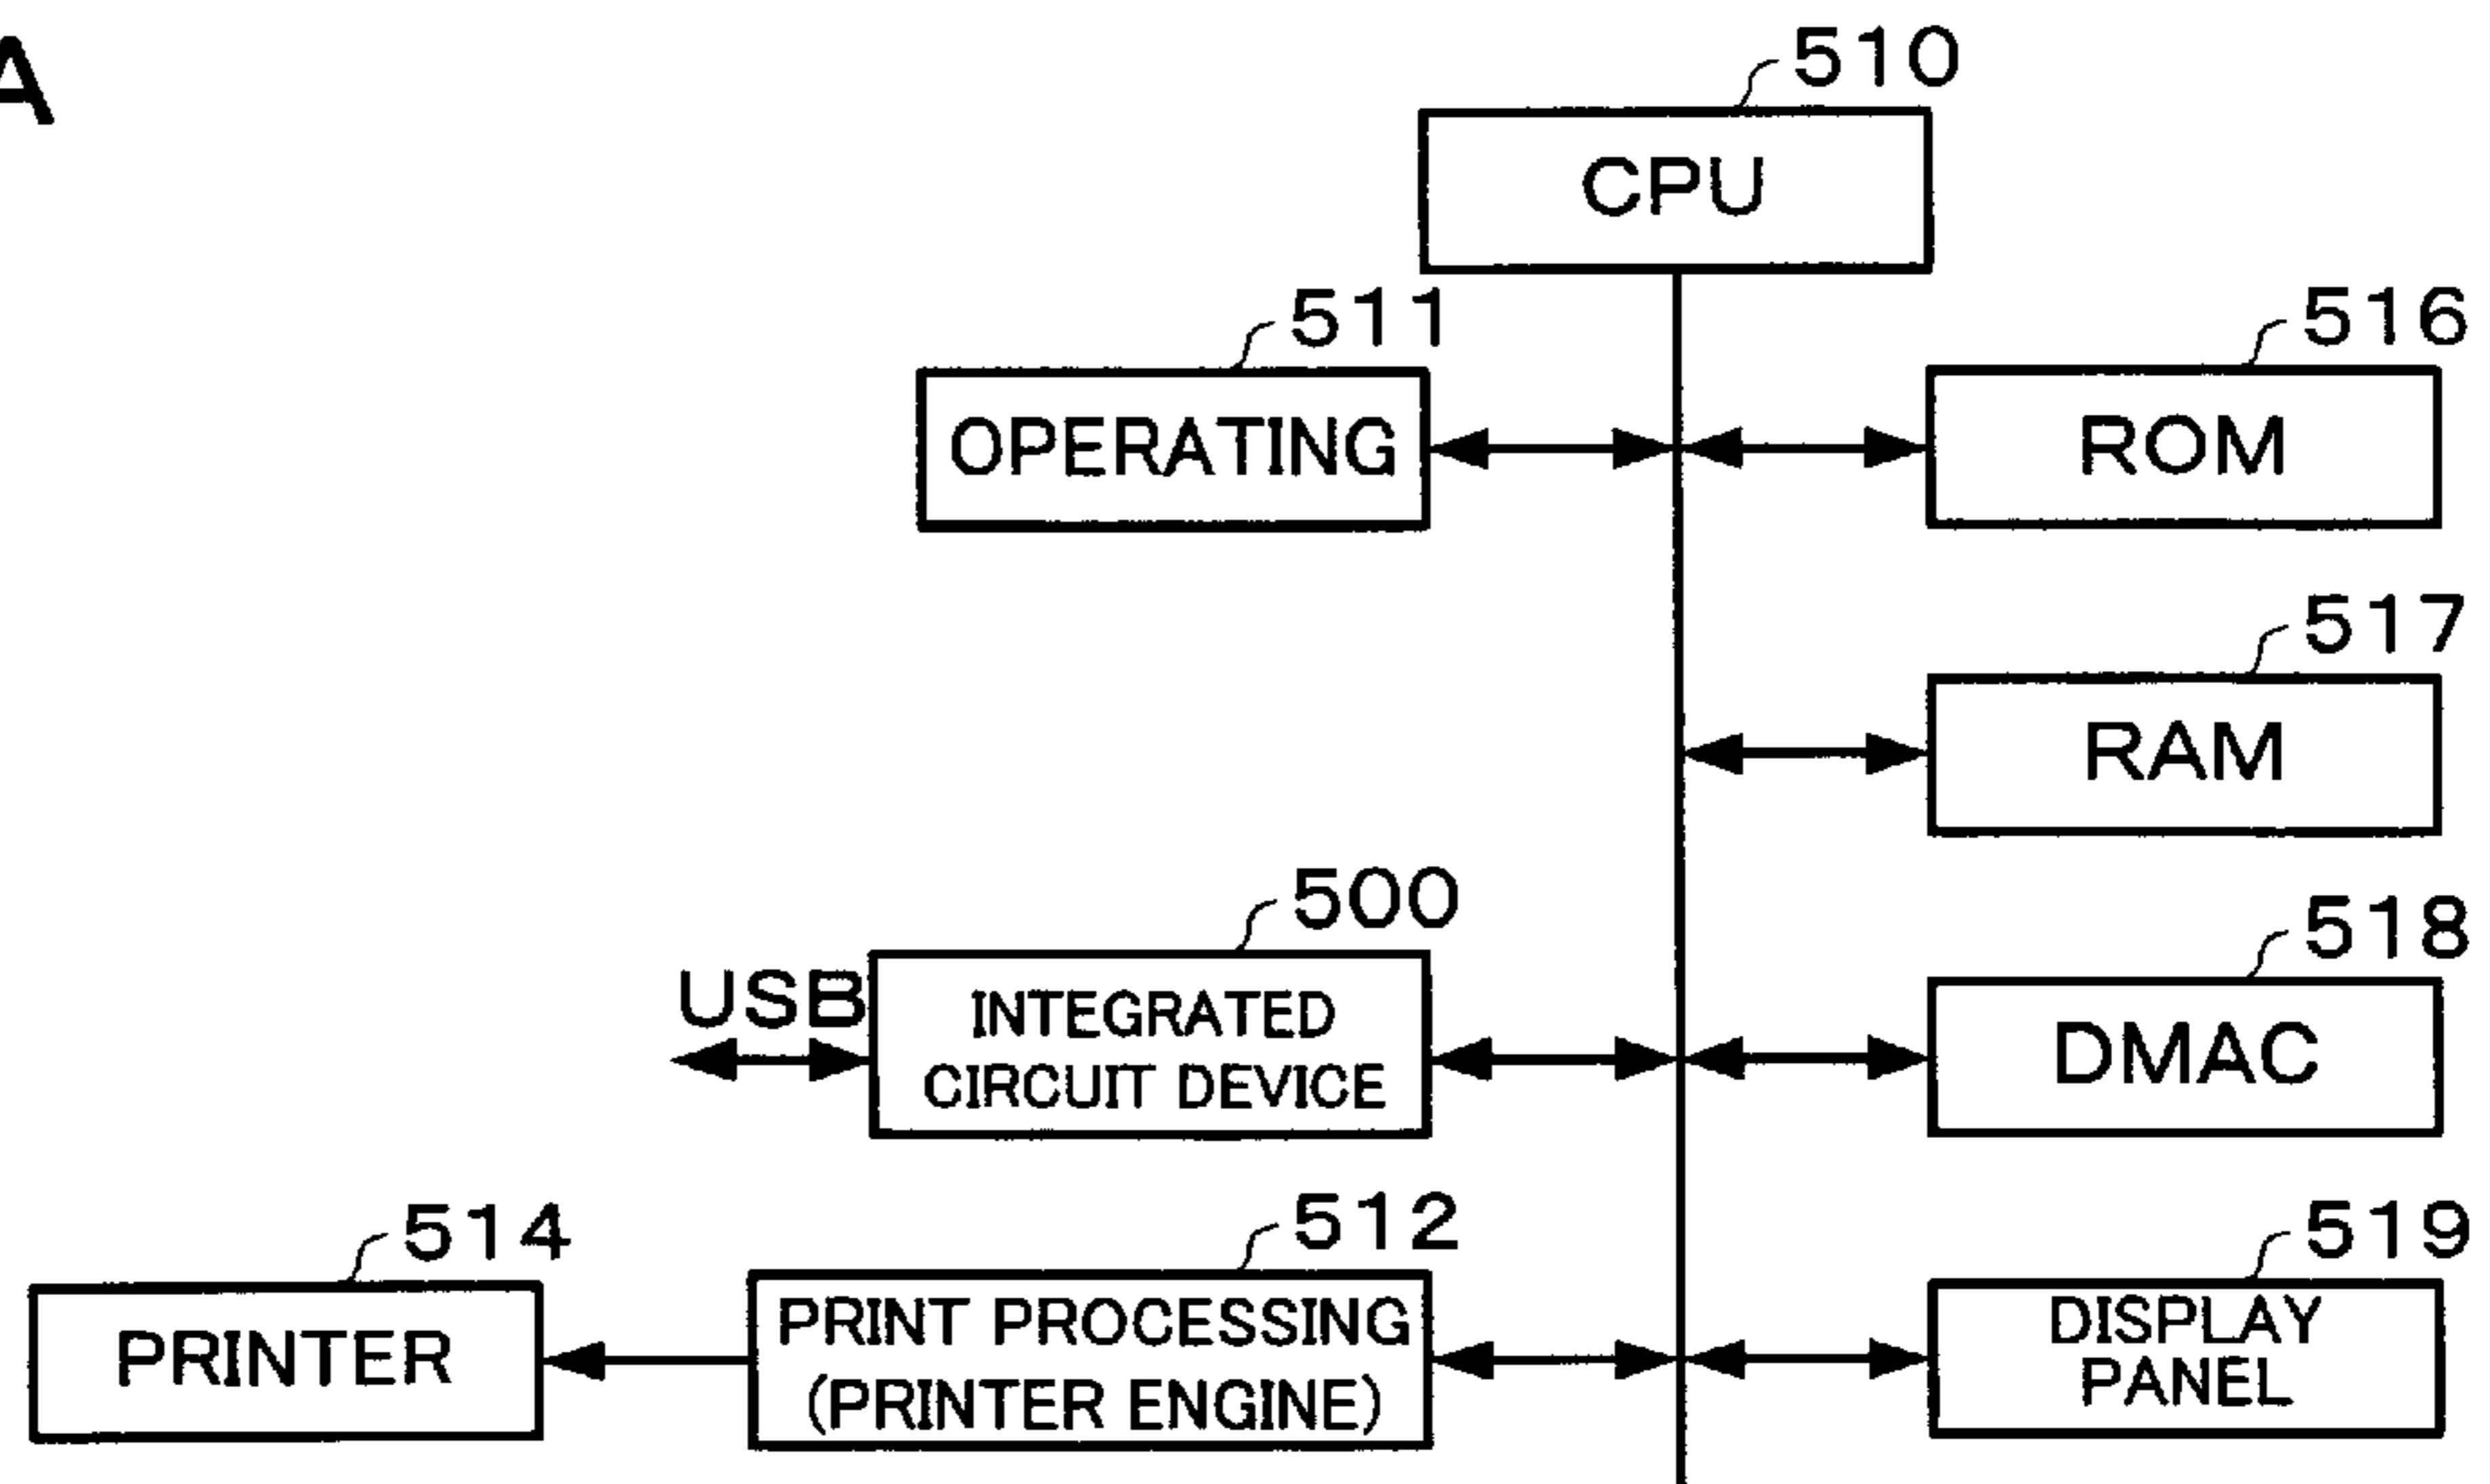 A
510
CPU
511
OPERATING
516
ROM
517
RAM
500
USB
INTEGRATED
CIRCUIT DEVICE
518
DMAC
514
PRINTER
512
PRINT PROCESSING
(PRINTER ENGINE)
519
DISPLAY
PANEL